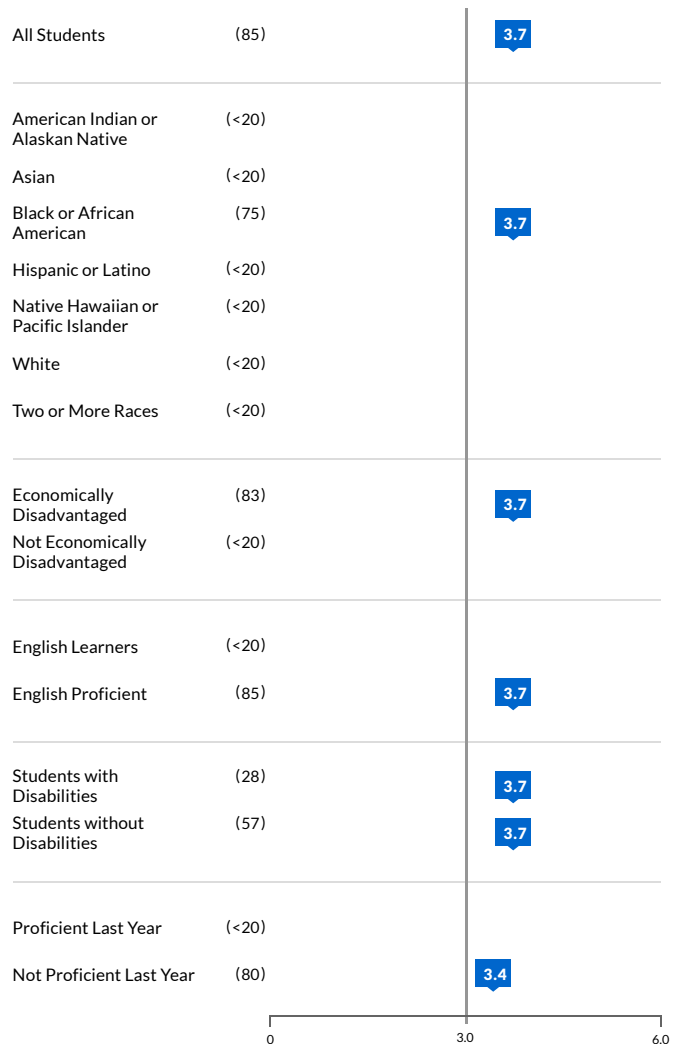 All Students (85) 3.7
American Indian or (<20)
Alaskan Native
Asian (<20)
Black or African (75) 3.7
American
Hispanic or Latino (<20)
Native Hawaiian or (<20)
Pacific Islander
White (<20)
Two or More Races (<20)
Economically (83) 3.7
Disadvantaged
Not Economically (<20)
Disadvantaged
English Learners (<20)
English Proficient (85) 3.7
Students with (28) 3.7
Disabilities
Students without (57) 3.7
Disabilities
Proficient Last Year (<20)
Not Proficient Last Year (80) 3.4
0 3.0 6.0